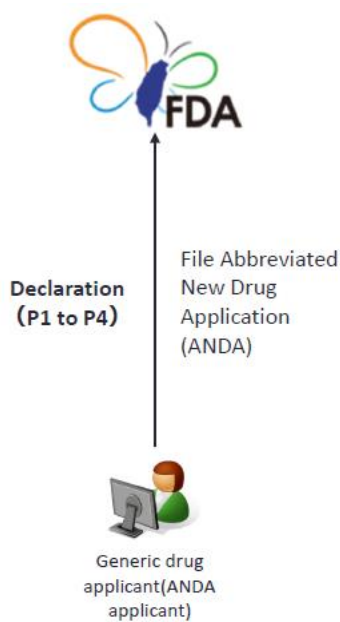 FDA
Declaration
(P1 to P4)
File Abbreviated
New Drug
Application
(ANDA)
Generic drug
applicant(ANDA
applicant)